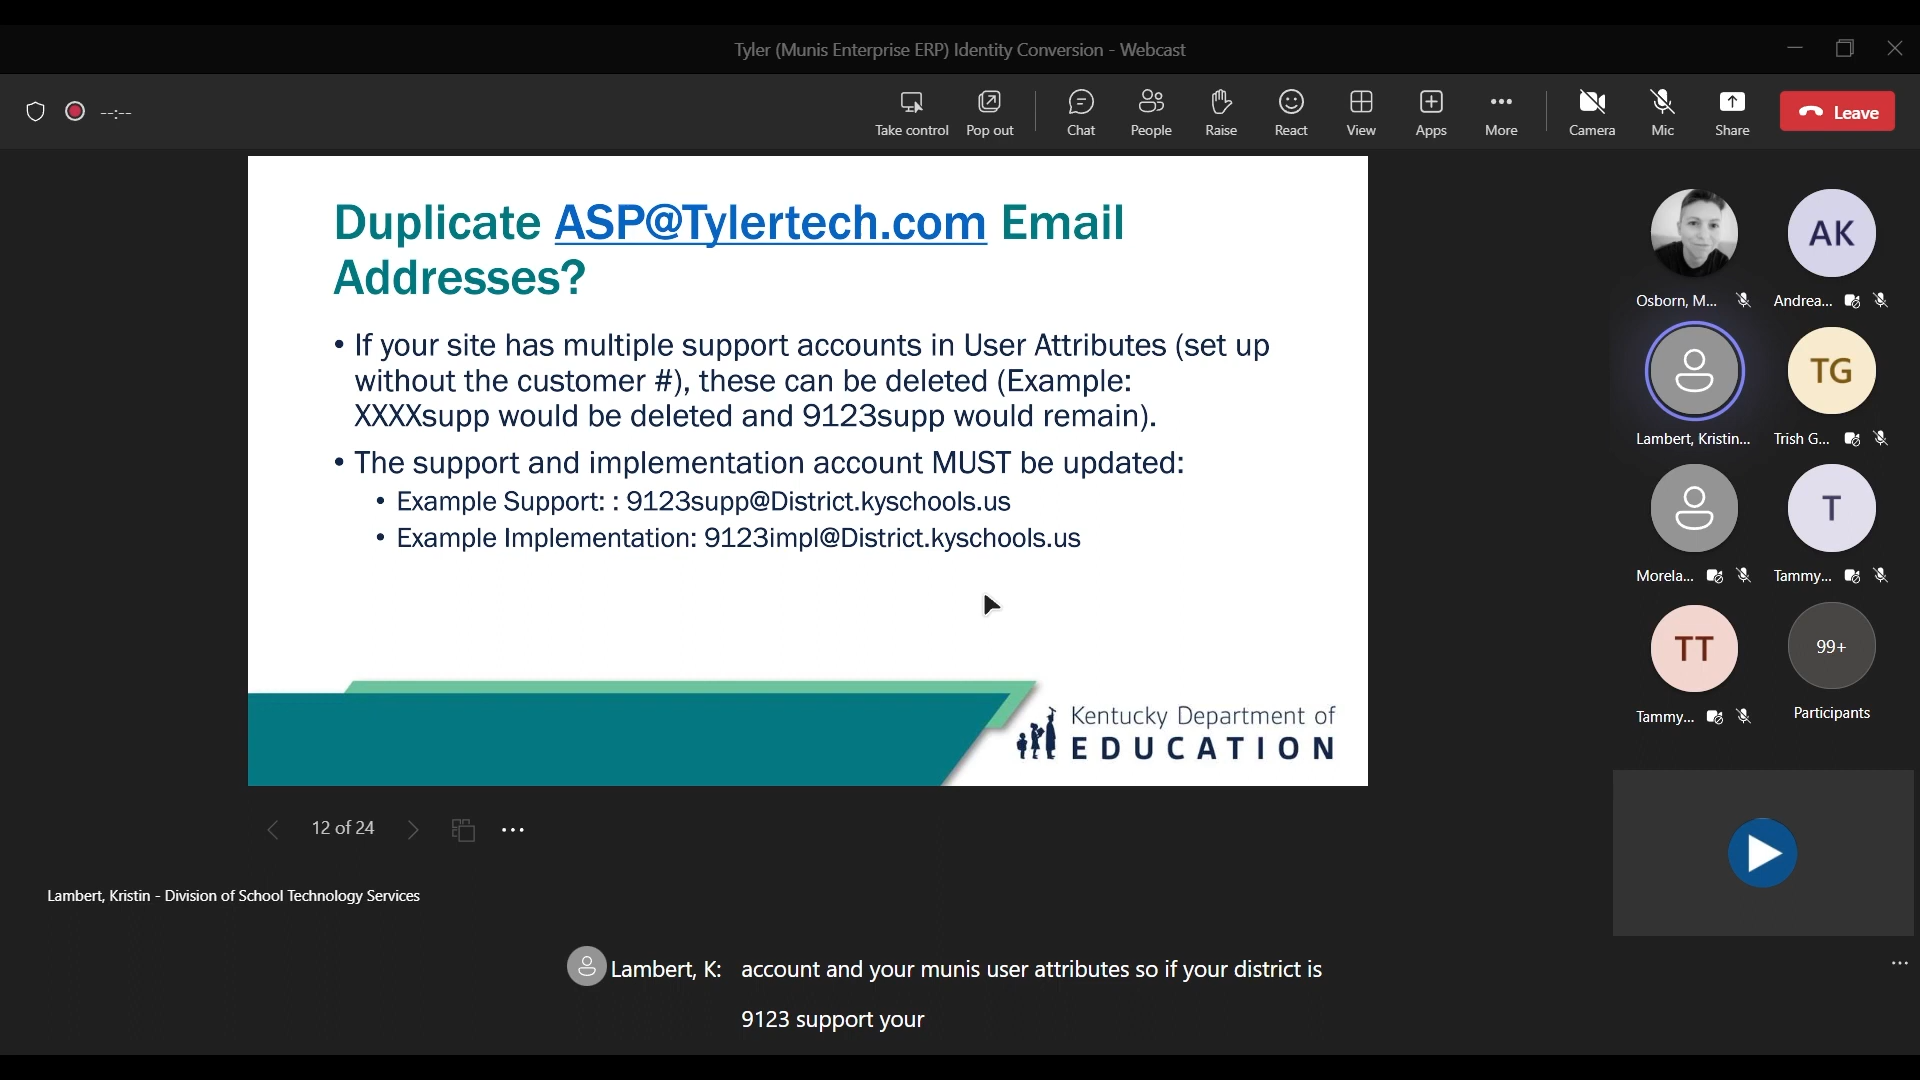 Tyler (Munis Enterprise ERP) Identity Conversion - Webcast
--:--
Take control
Pop out
Chat
People
Raise
React
View
Apps
More
Camera
Mic
Share
Leave
Duplicate ASP@Tylertech.com Email
Addresses?
• If your site has multiple support accounts in User Attributes (set up
without the customer #), these can be deleted (Example:
XXXXsupp would be deleted and 9123supp would remain).
• The support and implementation account MUST be updated:
• Example Support: : 9123supp@District.kyschools.us
• Example Implementation: 9123impl@District.kyschools.us
Kentucky Department of
EDUCATION
Osborn, M...
AK
Andrea...
Lambert, Kristin...
TG
Trish G...
Morela...
T
Tammy...
TT
Tammy...
99+
Participants
12 of 24
Lambert, Kristin - Division of School Technology Services
Lambert, K: account and your munis user attributes so if your district is
9123 support your